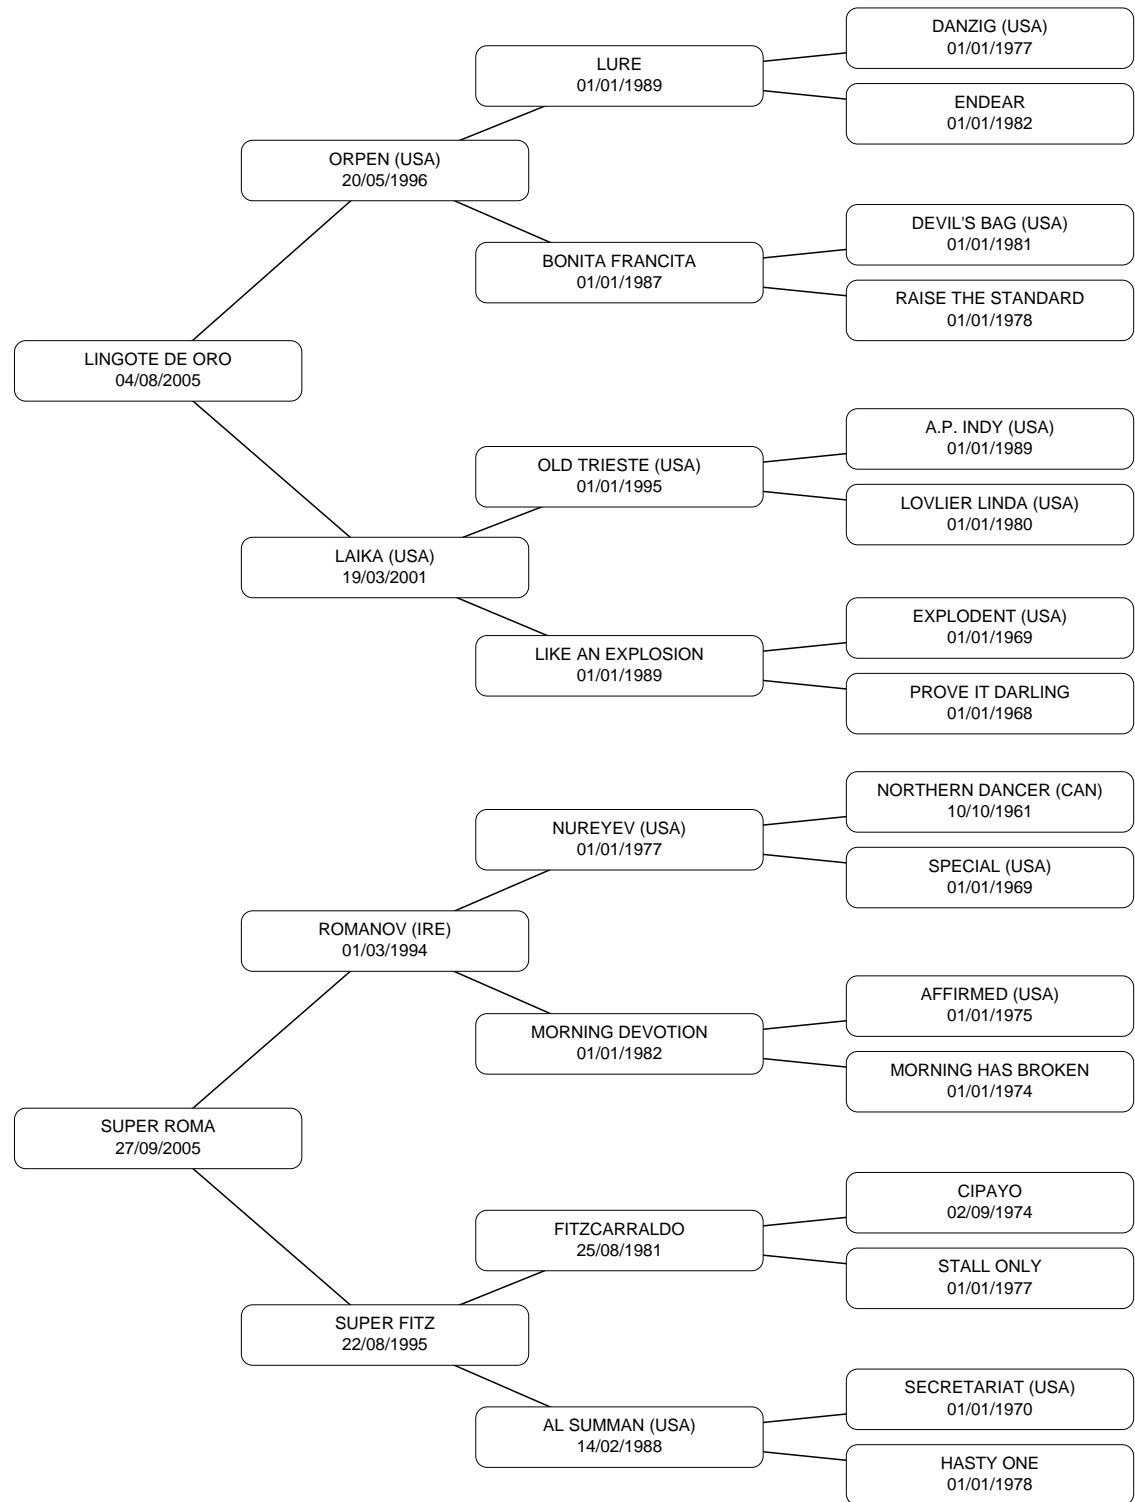 DANZIG (USA)
01/01/1977
LURE
01/01/1989
ENDEAR
01/01/1982
ORPEN (USA)
20/05/1996
DEVIL'S BAG (USA)
01/01/1981
BONITA FRANCITA
01/01/1987
RAISE THE STANDARD
01/01/1978
LINGOTE DE ORO
04/08/2005
A.P. INDY (USA)
01/01/1989
OLD TRIESTE (USA)
01/01/1995
LOVLIER LINDA (USA)
01/01/1980
LAIKA (USA)
19/03/2001
EXPLODENT (USA)
01/01/1969
LIKE AN EXPLOSION
01/01/1989
PROVE IT DARLING
01/01/1968
NORTHERN DANCER (CAN)
10/10/1961
NUREYEV (USA)
01/01/1977
SPECIAL (USA)
01/01/1969
ROMANOV (IRE)
01/03/1994
AFFIRMED (USA)
01/01/1975
MORNING DEVOTION
01/01/1982
MORNING HAS BROKEN
01/01/1974
SUPER ROMA
27/09/2005
CIPAYO
02/09/1974
FITZCARRALDO
25/08/1981
STALL ONLY
01/01/1977
SUPER FITZ
22/08/1995
SECRETARIAT (USA)
01/01/1970
AL SUMMAN (USA)
14/02/1988
HASTY ONE
01/01/1978